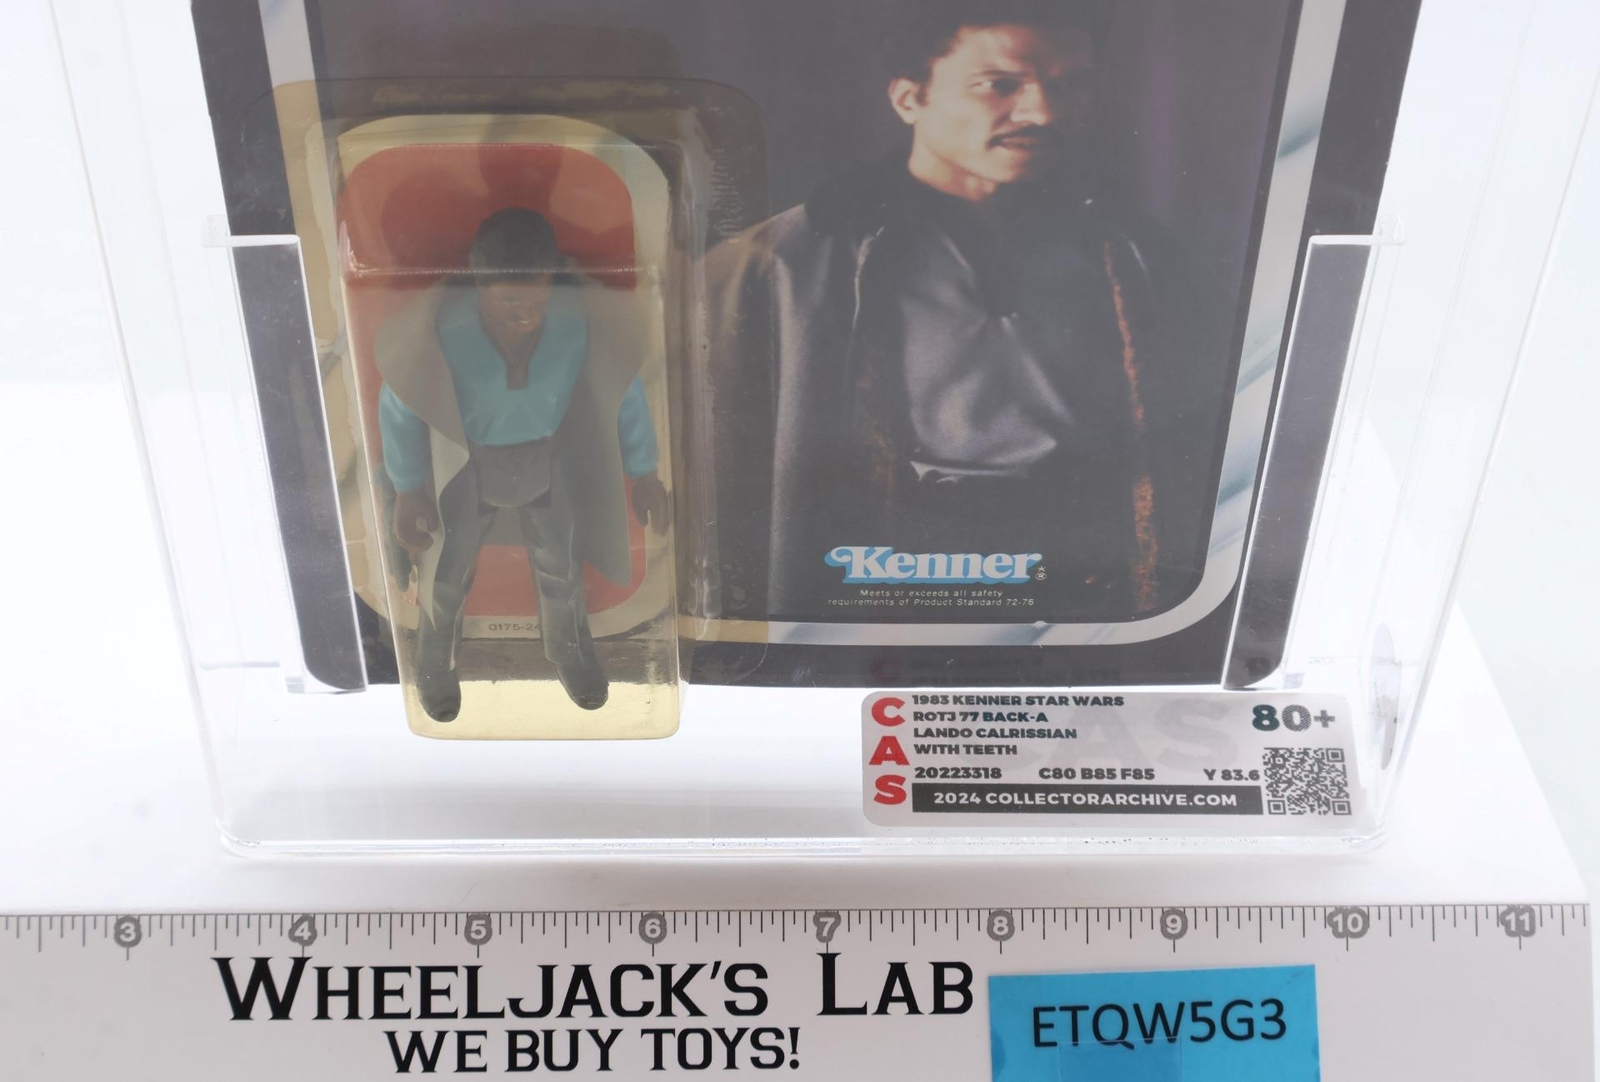 Kenner®
Meets or exceeds all safety
requirements of Product Standard 72-76
CAS
1983 KENNER STAR WARS
ROTJ 77 BACK-A
LANDO CALRISSIAN
WITH TEETH
80+
20223318 C80 B85 F85 Y 83.6
2024 COLLECTORARCHIVE.COM
3 4 5 6 7 8 9 10 11
WHEELJACK'S LAB
WE BUY TOYS!
ETQW5G3